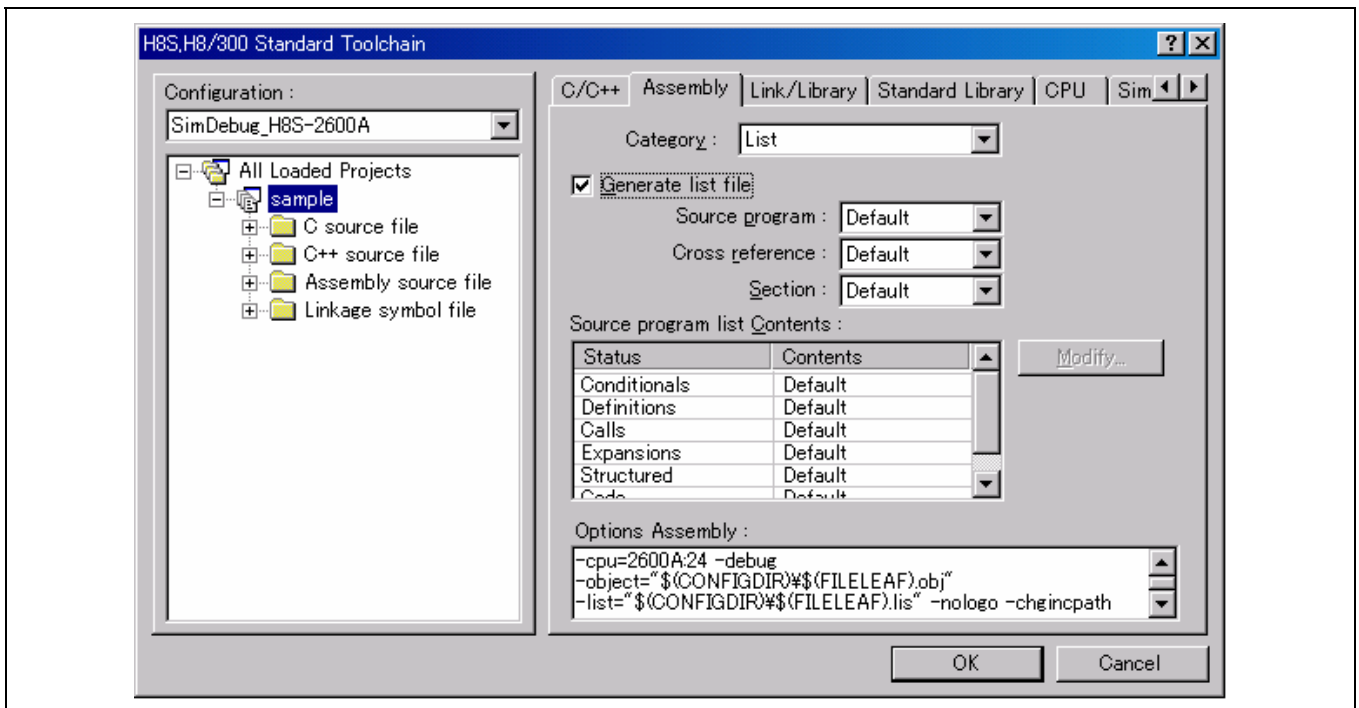 H8S,H8/300 Standard Toolchain
Configuration :
SimDebug_H8S-2600A
All Loaded Projects
sample
C source file
C++ source file
Assembly source file
Linkage symbol file
C/C++ Assembly Link/Library Standard Library CPU Sim
Category : List
Generate list file
Source program : Default
Cross reference : Default
Section : Default
Source program list Contents :
Status Contents
Conditionals Default
Definitions Default
Calls Default
Expansions Default
Structured Default
Code Default
Modify...
Options Assembly :
-cpu=2600A:24 -debug
-object="$(CONFIGDIR)¥$(FILELEAF).obj"
-list="$(CONFIGDIR)¥$(FILELEAF).lis" -nologo -chgincpath
OK Cancel